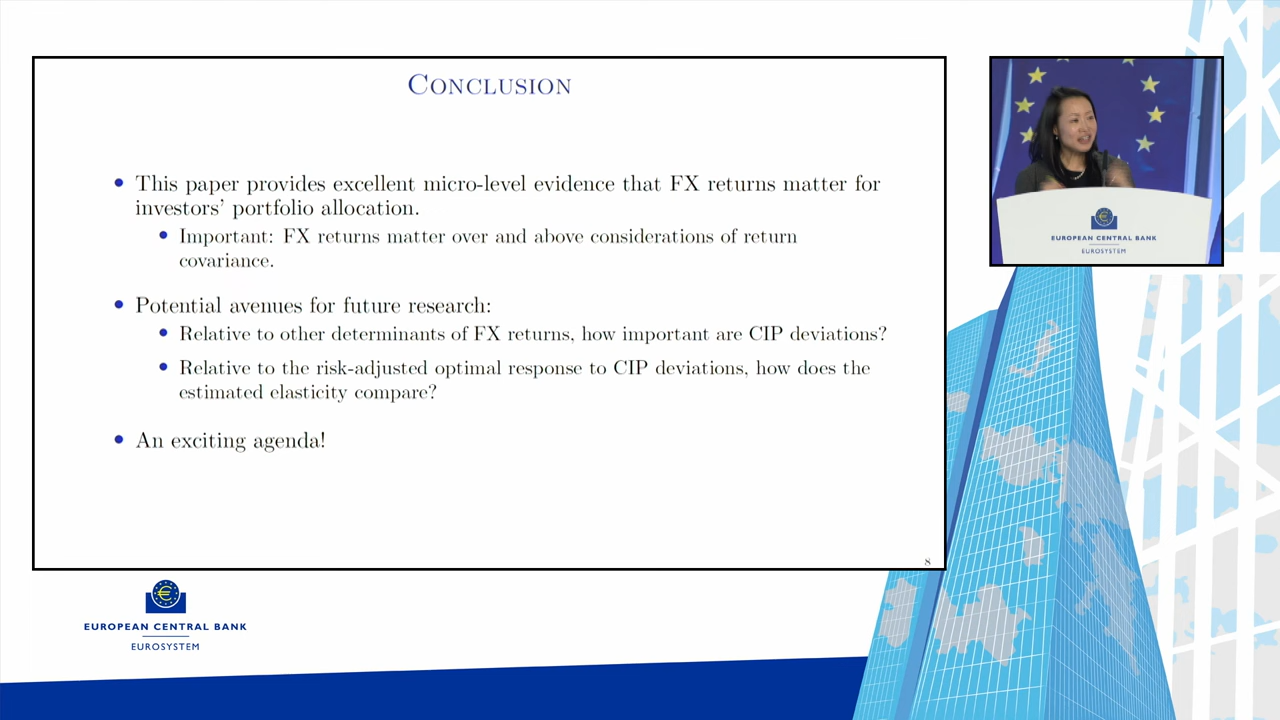 CONCLUSION
• This paper provides excellent micro-level evidence that FX returns matter for
investors' portfolio allocation.
• Important: FX returns matter over and above considerations of return
covariance.
• Potential avenues for future research:
• Relative to other determinants of FX returns, how important are CIP deviations?
• Relative to the risk-adjusted optimal response to CIP deviations, how does the
estimated elasticity compare?
• An exciting agenda!
8
EUROPEAN CENTRAL BANK
EUROSYSTEM
EUROPEAN CENTRAL BANK
EUROSYSTEM